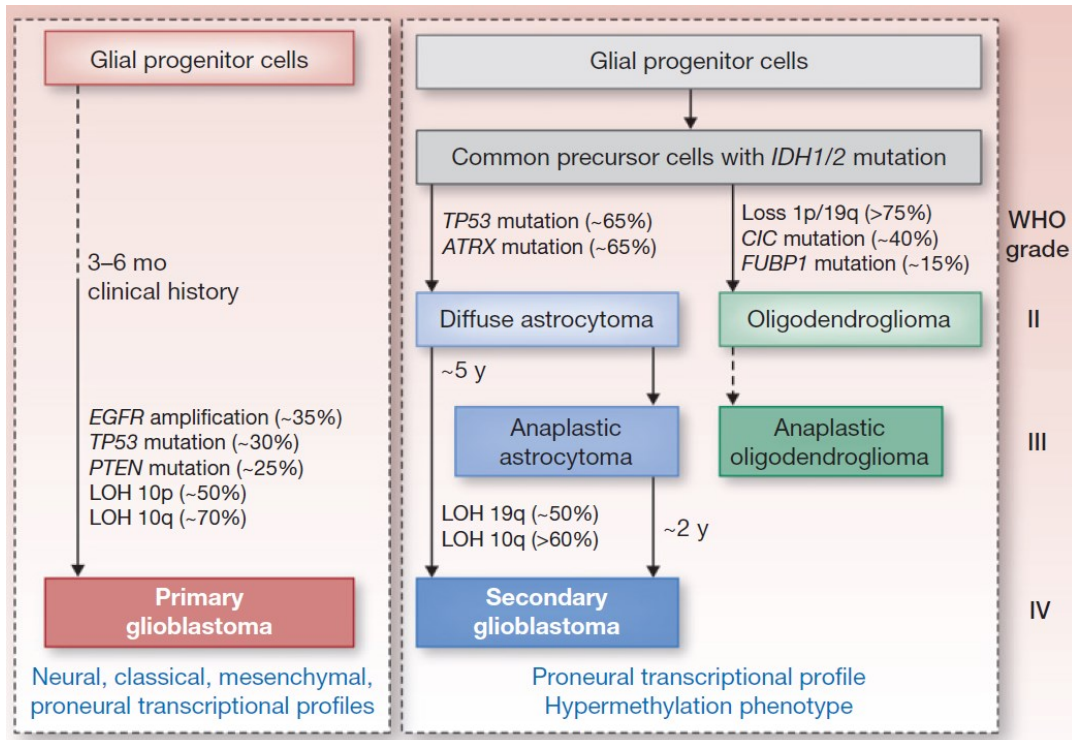 Glial progenitor cells
3–6 mo
clinical history
EGFR amplification (~35%)
TP53 mutation (~30%)
PTEN mutation (~25%)
LOH 10p (~50%)
LOH 10q (~70%)
Primary
glioblastoma
Neural, classical, mesenchymal,
proneural transcriptional profiles
Glial progenitor cells
Common precursor cells with IDH1/2 mutation
TP53 mutation (~65%)
ATRX mutation (~65%)
Loss 1p/19q (>75%)
CIC mutation (~40%)
FUBP1 mutation (~15%)
Diffuse astrocytoma
Oligodendroglioma
~5 y
Anaplastic
astrocytoma
Anaplastic
oligodendroglioma
LOH 19q (~50%)
LOH 10q (>60%)
~2 y
Secondary
glioblastoma
Proneural transcriptional profile
Hypermethylation phenotype
WHO
grade
II
III
IV